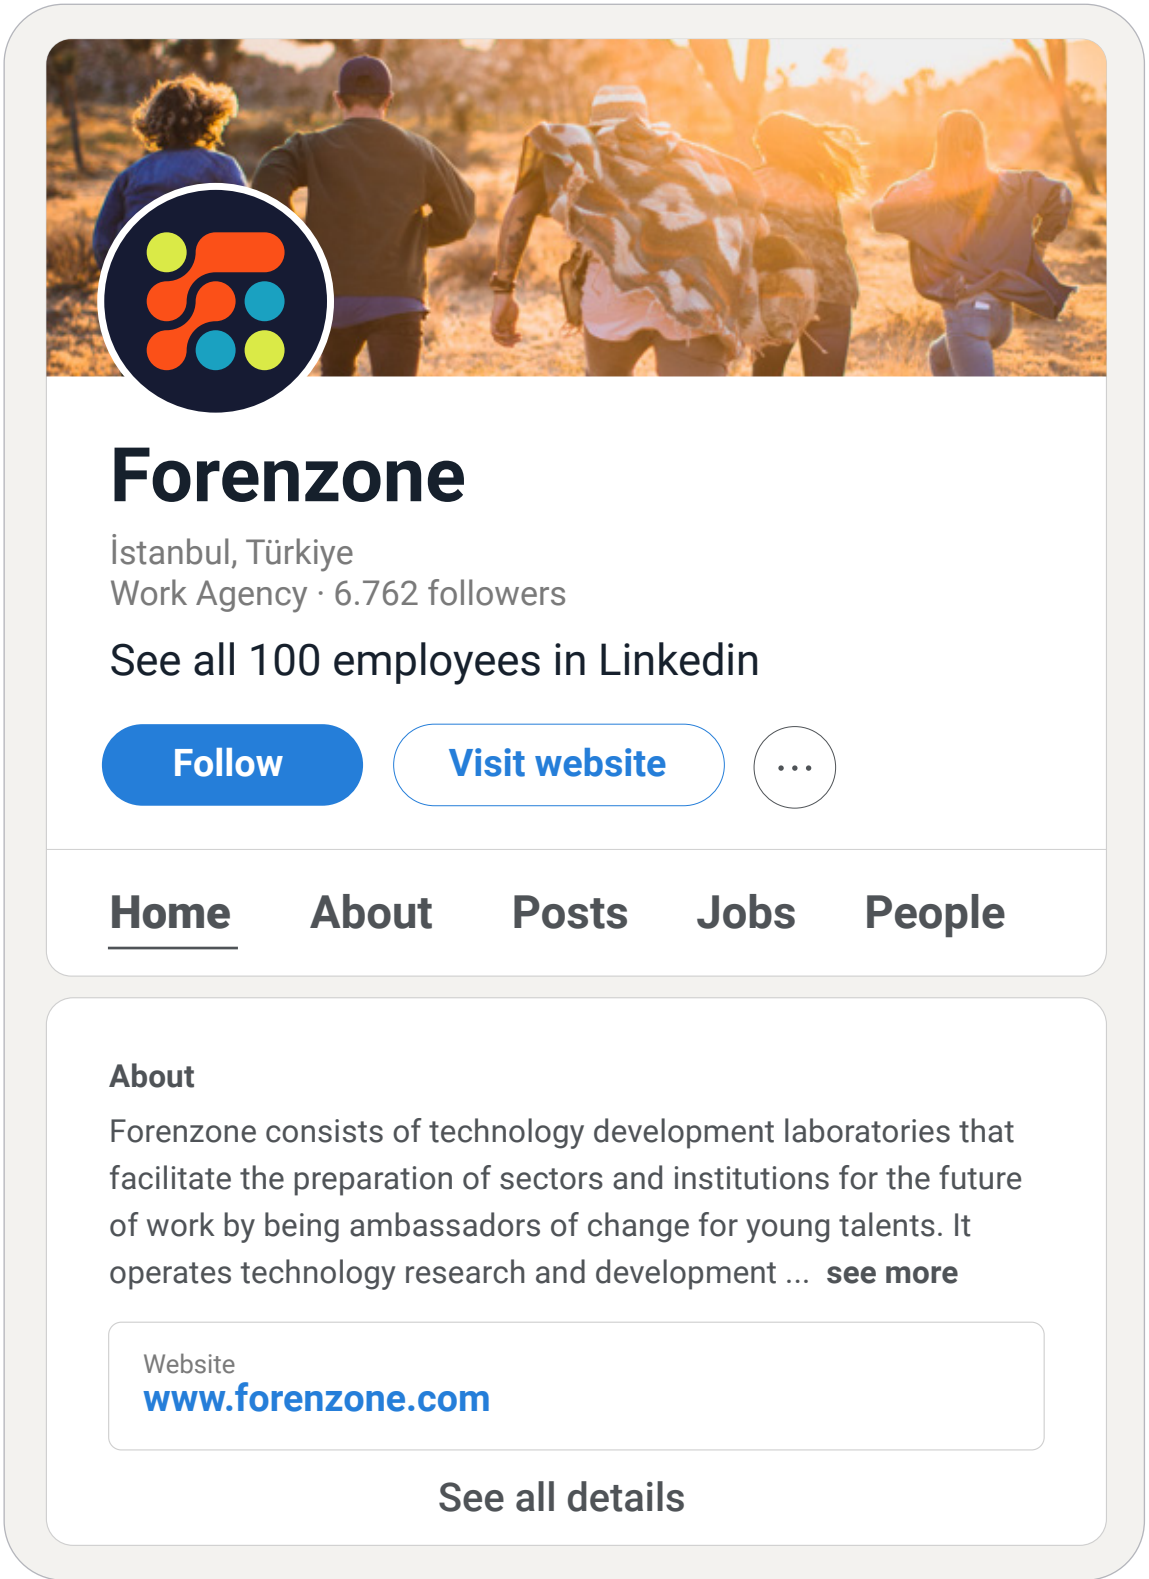 Forenzone
İstanbul, Türkiye
Work Agency · 6.762 followers
See all 100 employees in Linkedin
Follow
Visit website
...
Home
About
Posts
Jobs
People
About
Forenzone consists of technology development laboratories that
facilitate the preparation of sectors and institutions for the future
of work by being ambassadors of change for young talents. It
operates technology research and development ... see more
Website
www.forenzone.com
See all details